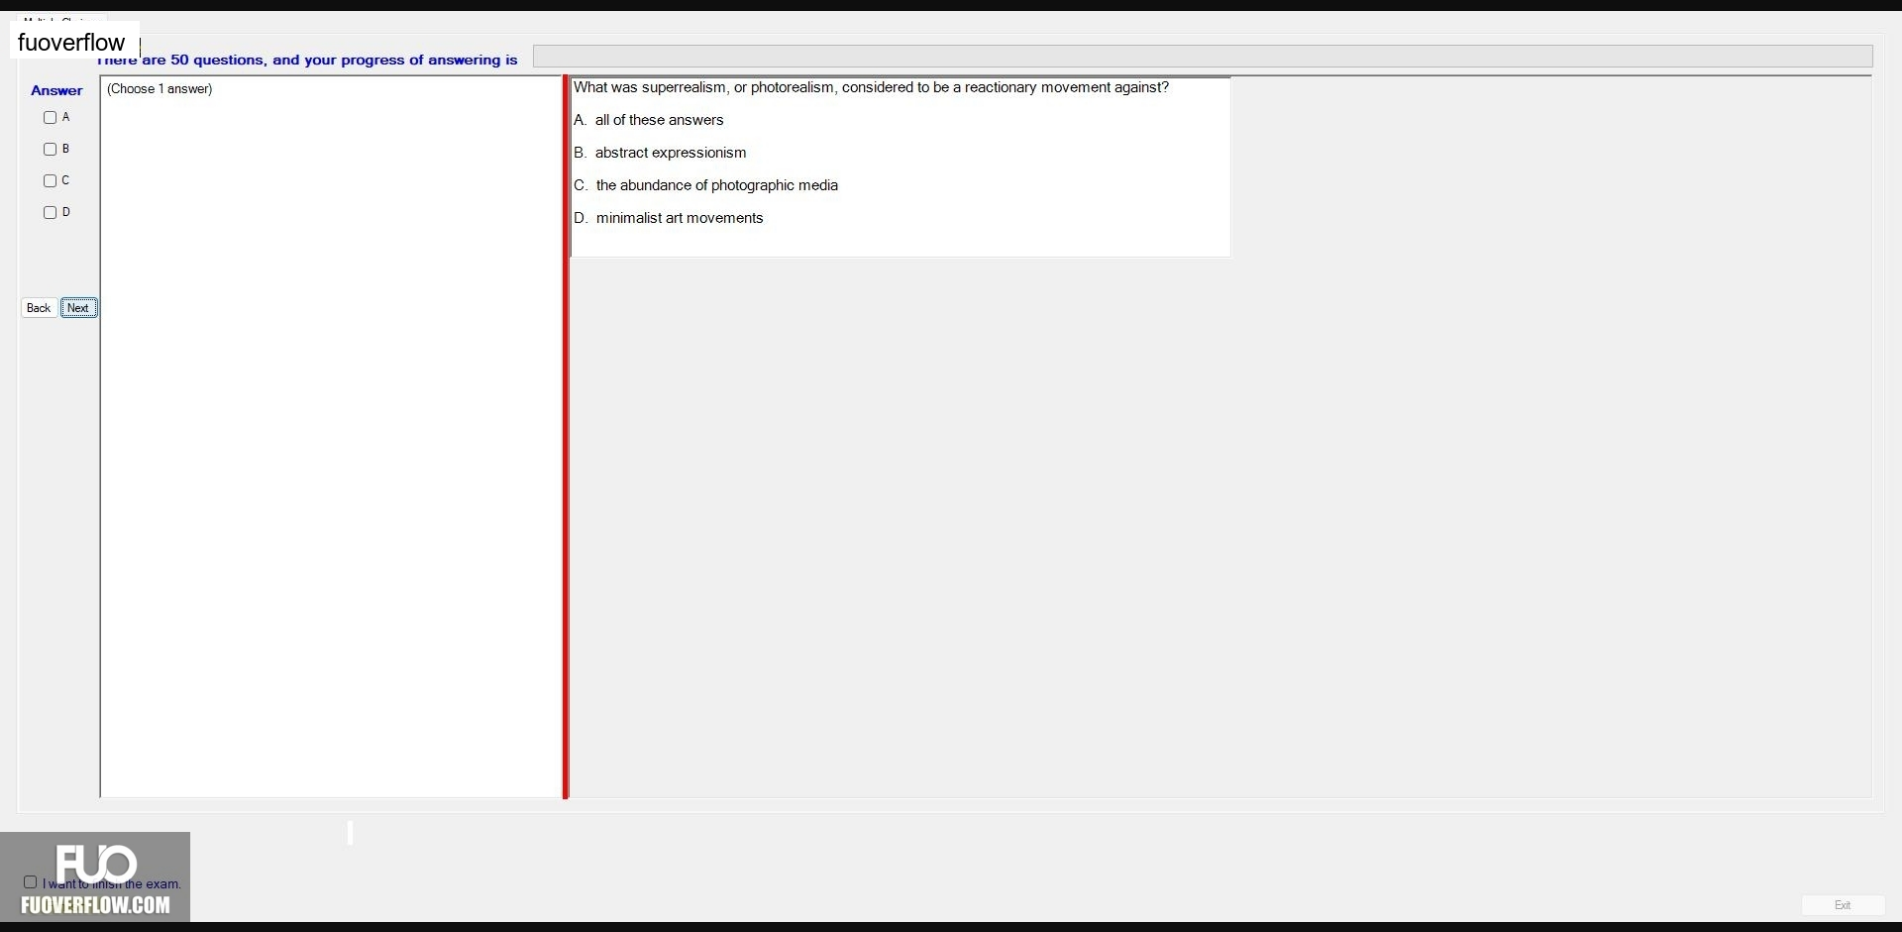 fuoverflow
There are 50 questions, and your progress of answering is
Answer
(Choose 1 answer)
A
B
C
D
Back Next
What was superrealism, or photorealism, considered to be a reactionary movement against?
A. all of these answers
B. abstract expressionism
C. the abundance of photographic media
D. minimalist art movements
FUO
I want to finish the exam.
FUOVERFLOW.COM
Exit